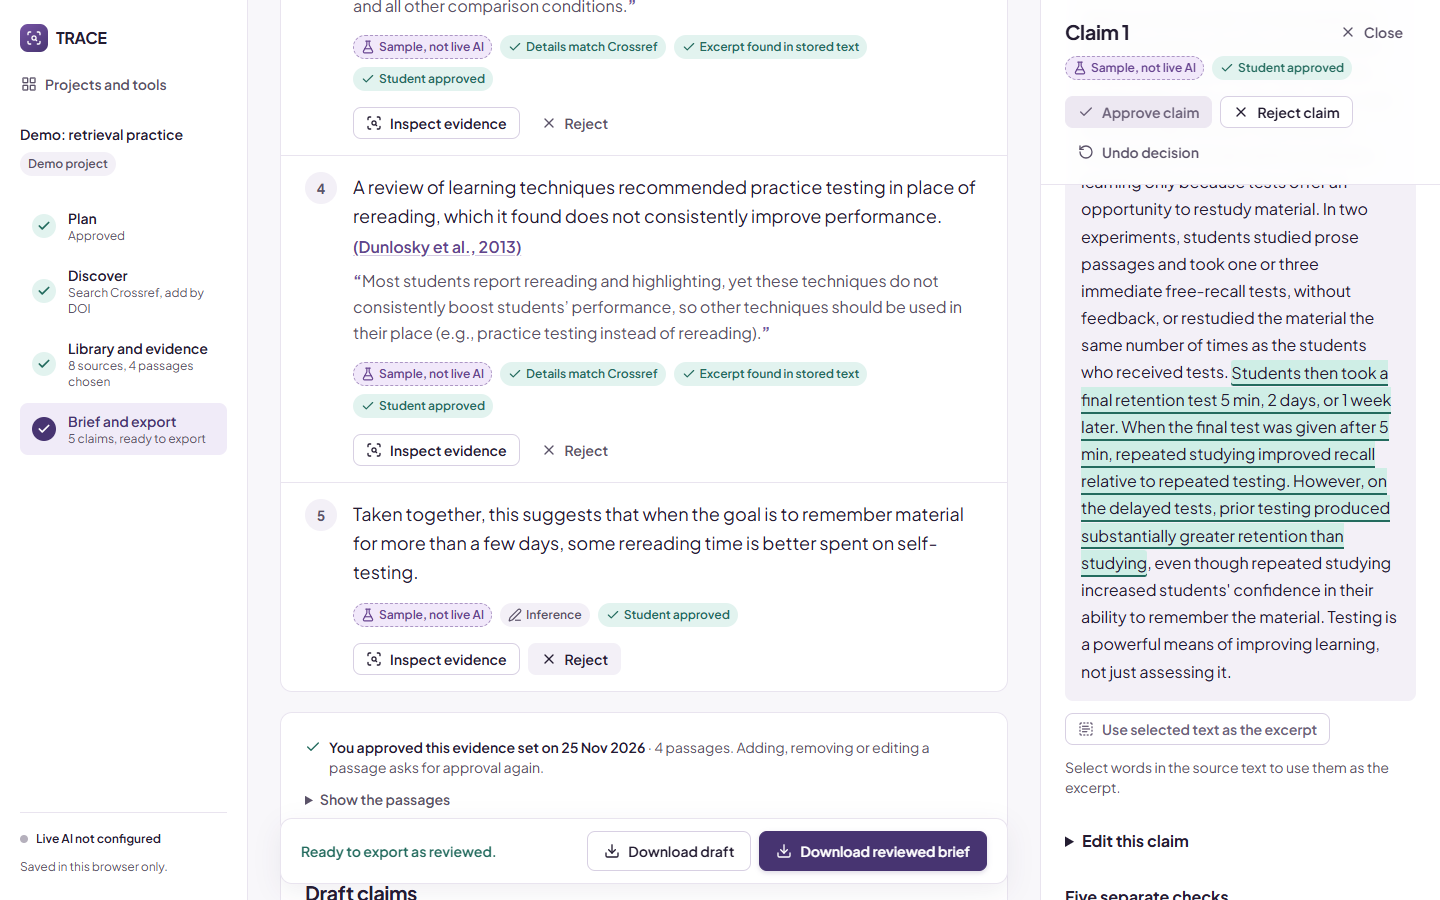 TRACE
Projects and tools
Demo: retrieval practice
Demo project
Plan
Approved
Discover
Search Crossref, add by
DOI
Library and evidence
8 sources, 4 passages
chosen
Brief and export
5 claims, ready to export
Live AI not configured
Saved in this browser only.
and all other comparison conditions.”
Sample, not live AI
Details match Crossref
Excerpt found in stored text
Student approved
Inspect evidence
Reject
4
A review of learning techniques recommended practice testing in place of
rereading, which it found does not consistently improve performance.
(Dunlosky et al., 2013)
“Most students report rereading and highlighting, yet these techniques do not
consistently boost students’ performance, so other techniques should be used in
their place (e.g., practice testing instead of rereading).”
Sample, not live AI
Details match Crossref
Excerpt found in stored text
Student approved
Inspect evidence
Reject
5
Taken together, this suggests that when the goal is to remember material
for more than a few days, some rereading time is better spent on self-
testing.
Sample, not live AI
Inference
Student approved
Inspect evidence
Reject
You approved this evidence set on 25 Nov 2026 · 4 passages. Adding, removing or editing a
passage asks for approval again.
Show the passages
Ready to export as reviewed.
Download draft
Download reviewed brief
Draft claims
Claim 1
Close
Sample, not live AI
Student approved
Approve claim
Reject claim
Undo decision
learning only because tests offer an
opportunity to restudy material. In two
experiments, students studied prose
passages and took one or three
immediate free-recall tests, without
feedback, or restudied the material the
same number of times as the students
who received tests. Students then took a
final retention test 5 min, 2 days, or 1 week
later. When the final test was given after 5
min, repeated studying improved recall
relative to repeated testing. However, on
the delayed tests, prior testing produced
substantially greater retention than
studying, even though repeated studying
increased students' confidence in their
ability to remember the material. Testing is
a powerful means of improving learning,
not just assessing it.
Use selected text as the excerpt
Select words in the source text to use them as the
excerpt.
Edit this claim
Five separate checks